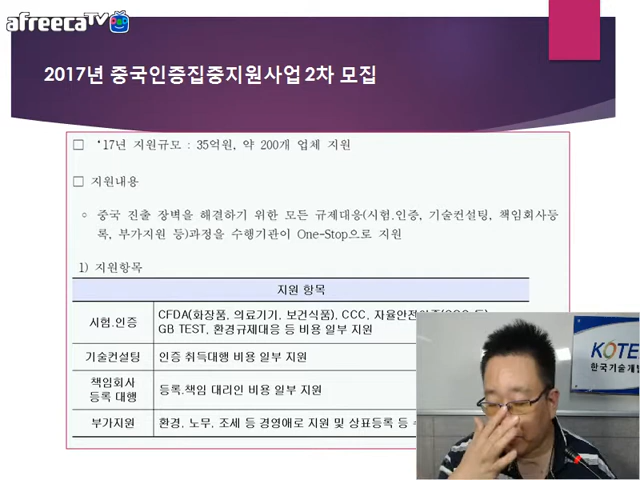 afreecaTV
2017년 중국인증집중지원사업 2차 모집
□ '17년 지원규모 : 35억원, 약 200개 업체 지원
□ 지원내용
○ 중국 진출 장벽을 해결하기 위한 모든 규제대응(시험.인증, 기술컨설팅, 책임회사등
록, 부가지원 등)과정을 수행기관이 One-Stop으로 지원
1) 지원항목
지원 항목
시험.인증
CFDA(화장품, 의료기기, 보건식품), CCC,
GB TEST, 환경규제대응 등 비용 일부 지원
기술컨설팅
인증 취득대행 비용 일부 지원
책임회사
등록 대행
등록.책임 대리인 비용 일부 지원
부가지원
환경, 노무, 조세 등 경영애로 지원 및 상표등록 등
KOTE
한국기술개